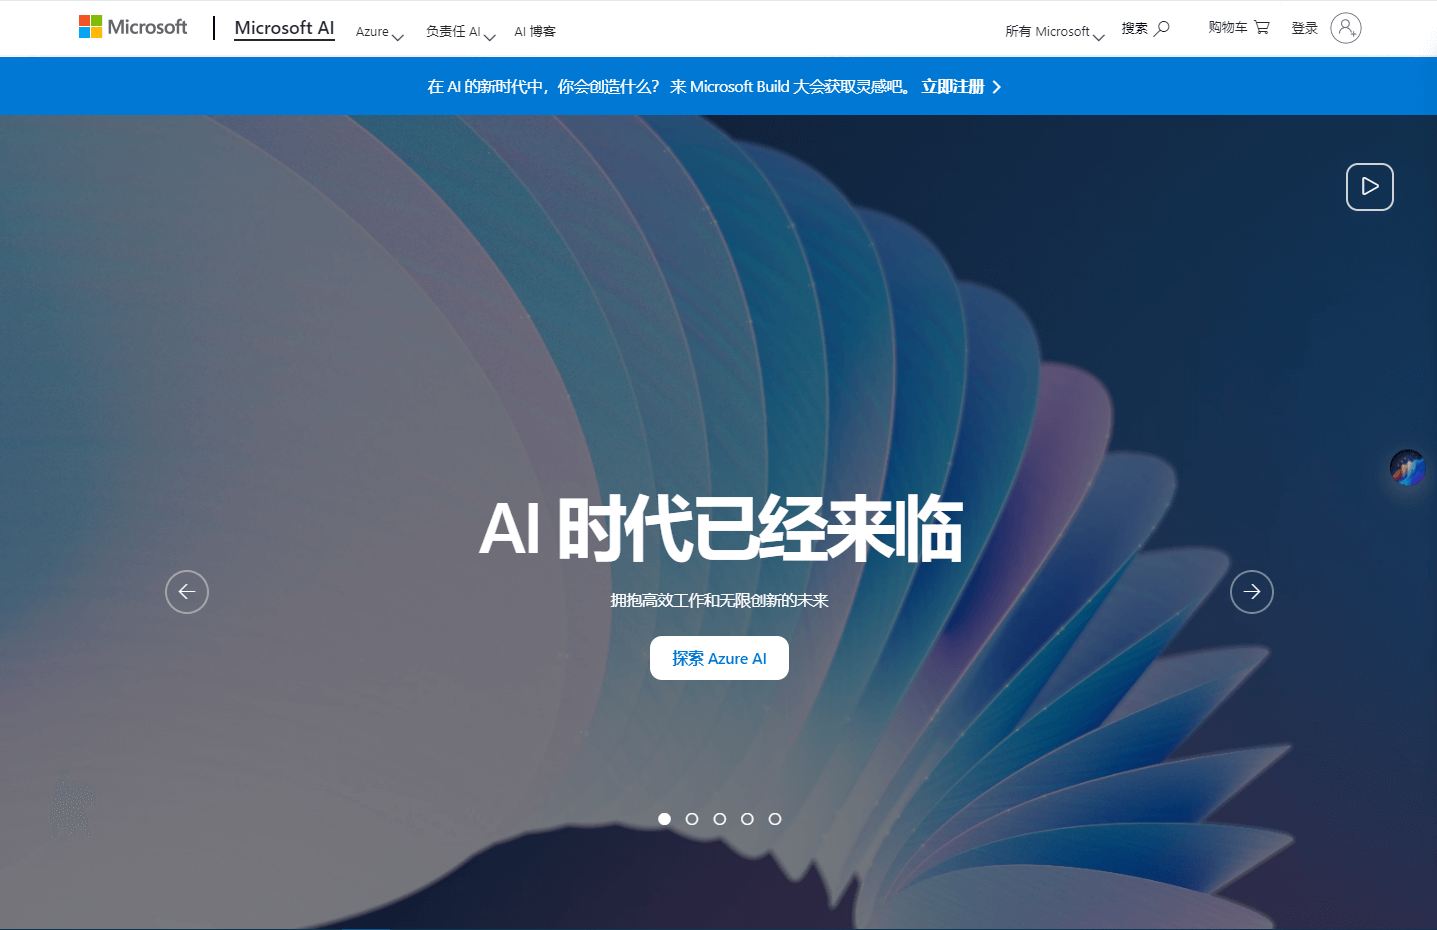 Microsoft
Microsoft AI
Azure
负责任 AI
AI 博客
所有 Microsoft
搜索
购物车
登录
在 AI 的新时代中，你会创造什么？ 来 Microsoft Build 大会获取灵感吧。 立即注册
AI 时代已经来临
拥抱高效工作和无限创新的未来
探索 Azure AI